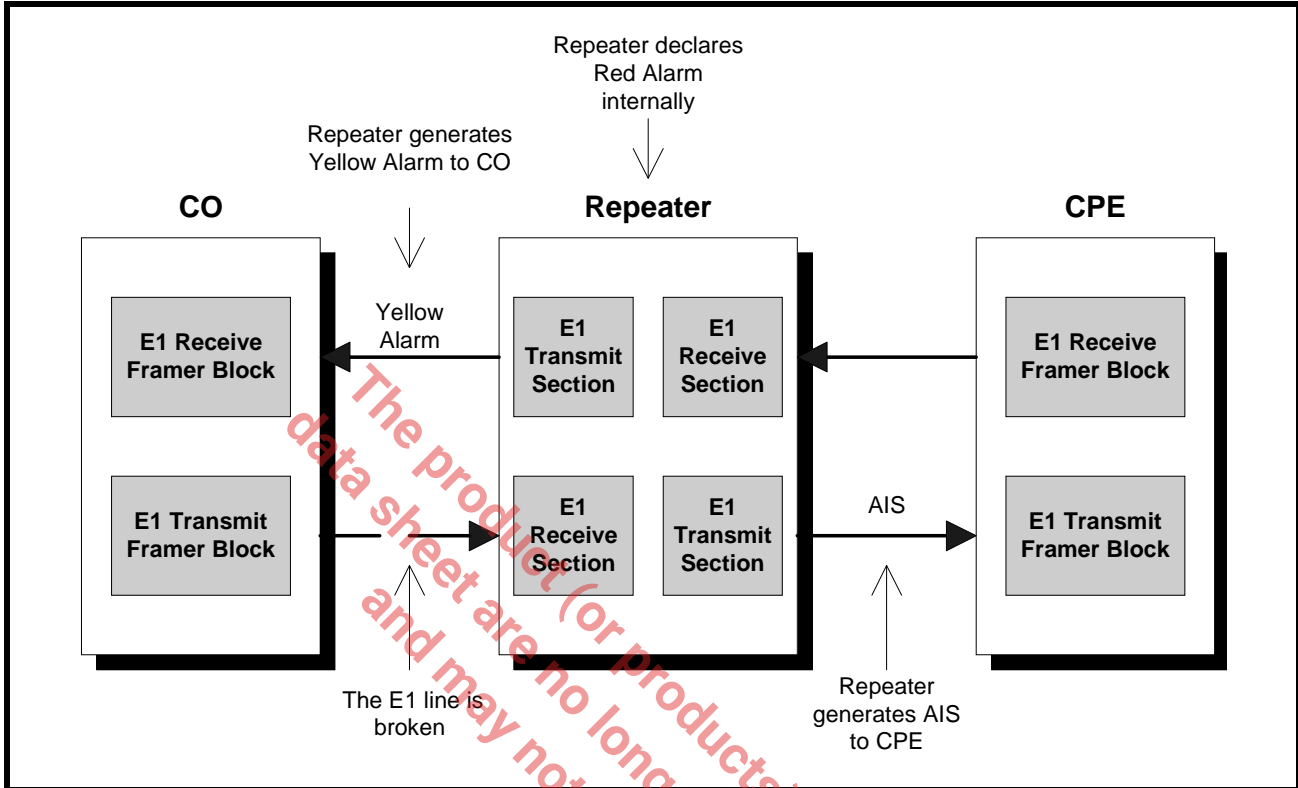 Repeater declares
Red Alarm
internally
Repeater generates
Yellow Alarm to CO
CO
Repeater
CPE
E1 Receive
Framer Block
Yellow
Alarm
E1
Transmit
Section
E1
Receive
Section
E1 Receive
Framer Block
E1 Transmit
Framer Block
E1
Receive
Section
E1
Transmit
Section
AIS
E1 Transmit
Framer Block
The E1 line is
broken
Repeater
generates AIS
to CPE
The product (or products)
data sheet are no long
and may not